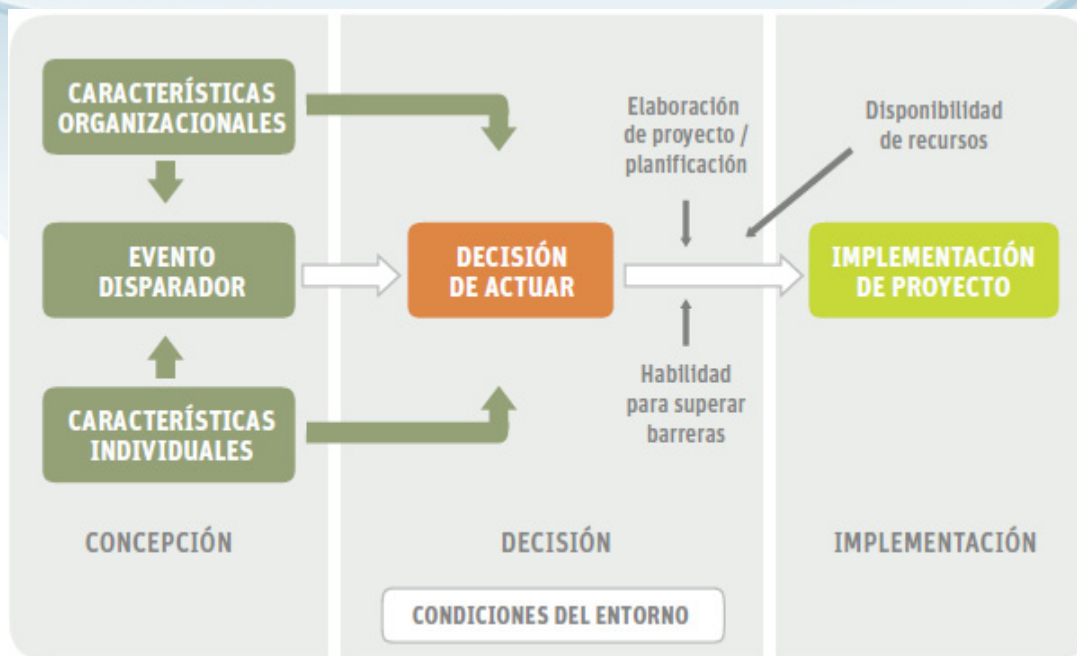 CARACTERÍSTICAS
ORGANIZACIONALES
EVENTO
DISPARADOR
CARACTERÍSTICAS
INDIVIDUALES
CONCEPCIÓN
DECISIÓN
DE ACTUAR
Elaboración
de proyecto /
planificación
Habilidad
para superar
barreras
DECISIÓN
Disponibilidad
de recursos
IMPLEMENTACIÓN
DE PROYECTO
IMPLEMENTACIÓN
CONDICIONES DEL ENTORNO